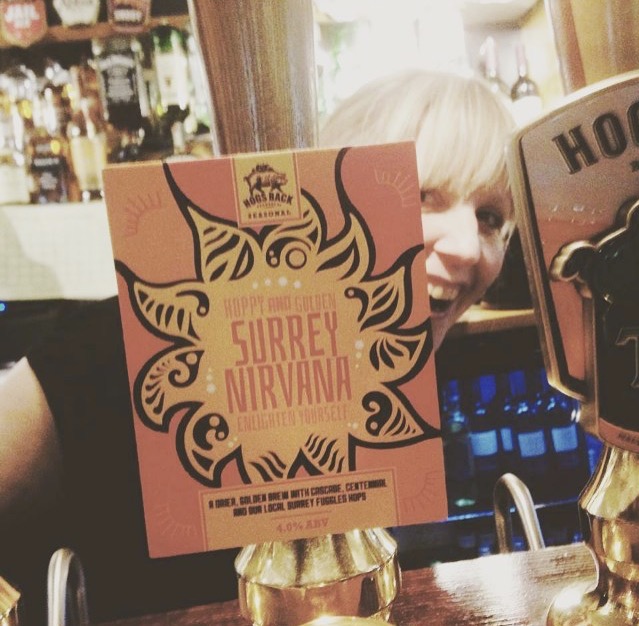 HOGS BACK
SEASONAL
HOPPY AND GOLDEN
SURREY
NIRVANA
ENLIGHTEN YOURSELF
A DRIER, GOLDEN BREW WITH CASCADE, CENTENNIAL
AND OUR LOCAL SURREY FUGGLES HOPS
4.0% ABV
HOG
T